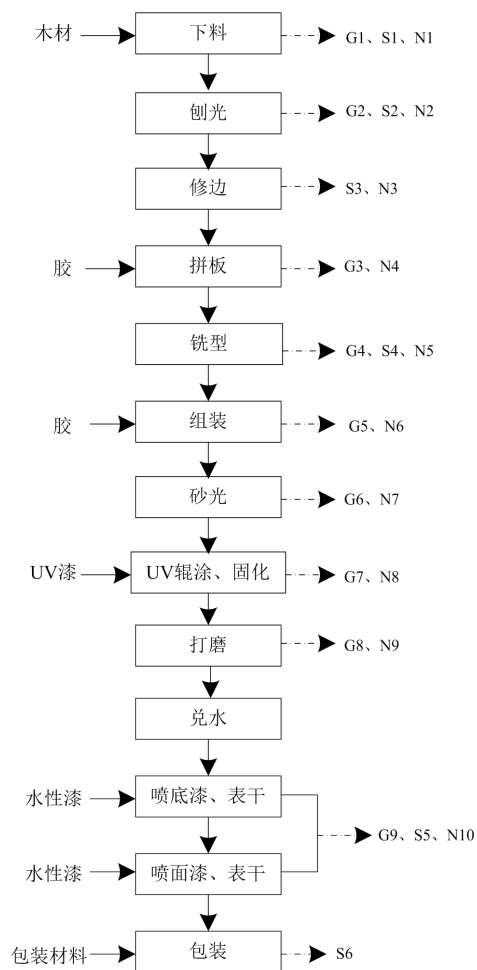 木材 下料 G1、S1、N1
刨光 G2、S2、N2
修边 S3、N3
胶 拼板 G3、N4
铣型 G4、S4、N5
胶 组装 G5、N6
砂光 G6、N7
UV漆 UV辊涂、固化 G7、N8
打磨 G8、N9
兑水
水性漆 喷底漆、表干
G9、S5、N10
水性漆 喷面漆、表干
包装材料 包装 S6